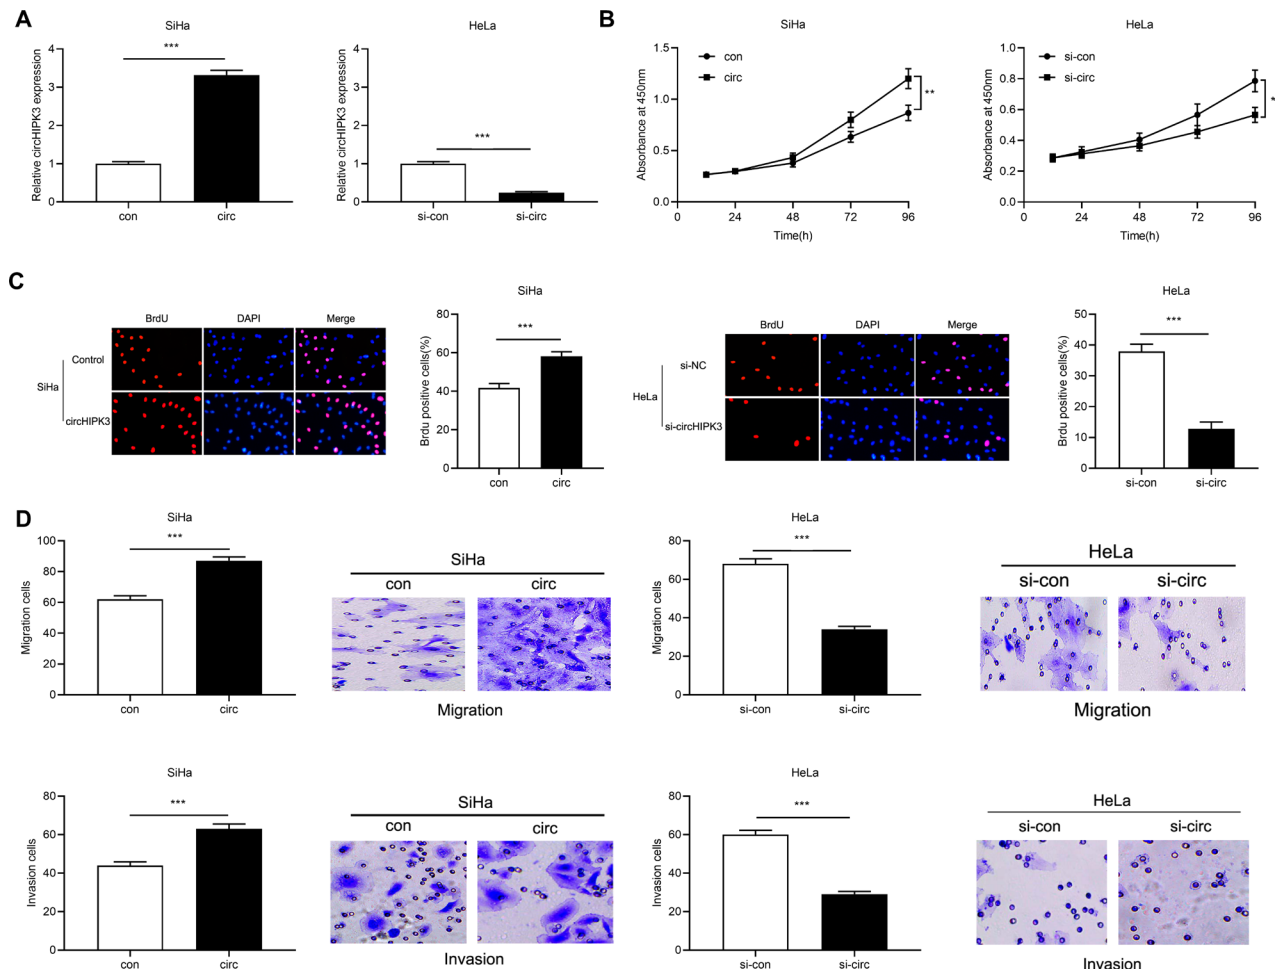 A
SiHa
Relative circHIPK3 expression
4
3
2
1
0
***
con
circ
HeLa
Relative circHIPK3 expression
4
3
2
1
0
***
si-con
si-circ
B
SiHa
Absorbance at 450nm
1.5
1.0
0.5
0.0
con
circ
**
0 24 48 72 96
Time(h)
HeLa
Absorbance at 450nm
1.0
0.8
0.6
0.4
0.2
0.0
si-con
si-circ
*
0 24 48 72 96
Time(h)
C
BrdU DAPI Merge
SiHa
Control
circHIPK3
SiHa
Brdu positive cells(%)
80
60
40
20
0
***
con
circ
BrdU DAPI Merge
HeLa
si-NC
si-circHIPK3
HeLa
Brdu positive cells(%)
50
40
30
20
10
0
***
si-con
si-circ
D
SiHa
Migration cells
100
80
60
40
20
0
***
con
circ
SiHa
con circ
Migration
HeLa
Migration cells
80
60
40
20
0
***
si-con
si-circ
HeLa
si-con si-circ
Migration
SiHa
Invasion cells
80
60
40
20
0
***
con
circ
SiHa
con circ
Invasion
HeLa
Invasion cells
80
60
40
20
0
***
si-con
si-circ
HeLa
si-con si-circ
Invasion